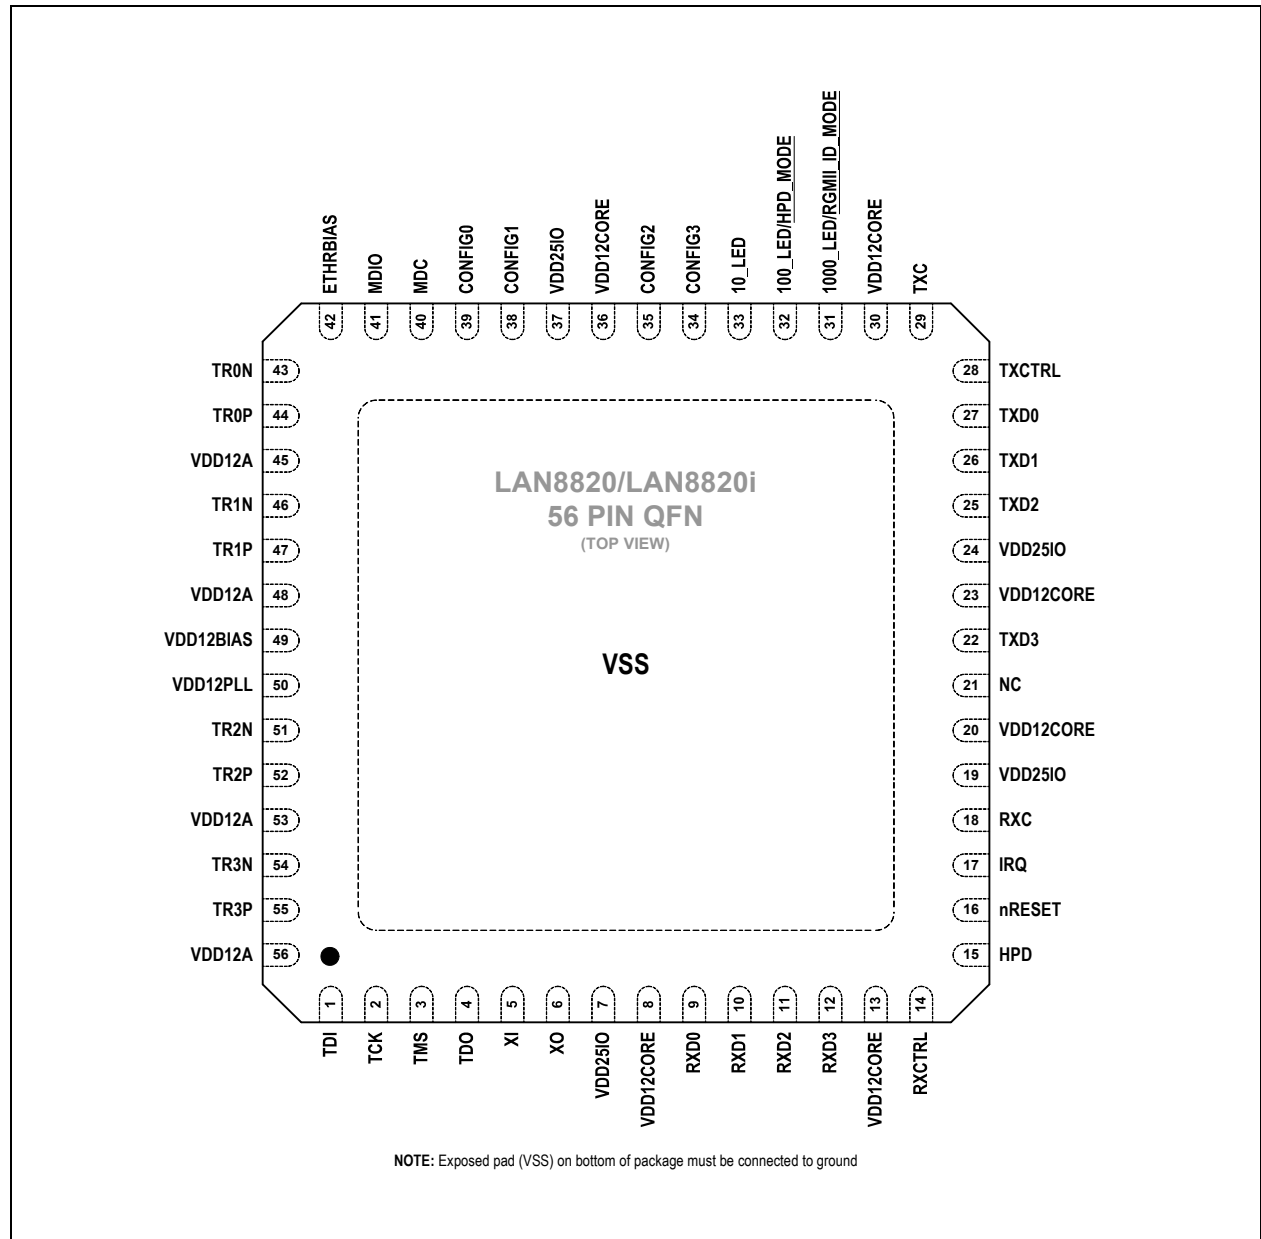 ETHRBIAS
MDIO
MDC
CONFIG0
CONFIG1
VDD25IO
VDD12CORE
CONFIG2
CONFIG3
10_LED
100_LED/HPD_MODE
1000_LED/RGMII_ID_MODE
VDD12CORE
TXC
42
41
40
39
38
37
36
35
34
33
32
31
30
29
TR0N 43
TR0P 44
VDD12A 45
TR1N 46
TR1P 47
VDD12A 48
VDD12BIAS 49
VDD12PLL 50
TR2N 51
TR2P 52
VDD12A 53
TR3N 54
TR3P 55
VDD12A 56
LAN8820/LAN8820i
56 PIN QFN
(TOP VIEW)
VSS
28 TXCTRL
27 TXD0
26 TXD1
25 TXD2
24 VDD25IO
23 VDD12CORE
22 TXD3
21 NC
20 VDD12CORE
19 VDD25IO
18 RXC
17 IRQ
16 nRESET
15 HPD
1
2
3
4
5
6
7
8
9
10
11
12
13
14
TDI
TCK
TMS
TDO
XI
XO
VDD25IO
VDD12CORE
RXD0
RXD1
RXD2
RXD3
VDD12CORE
RXCTRL
NOTE: Exposed pad (VSS) on bottom of package must be connected to ground